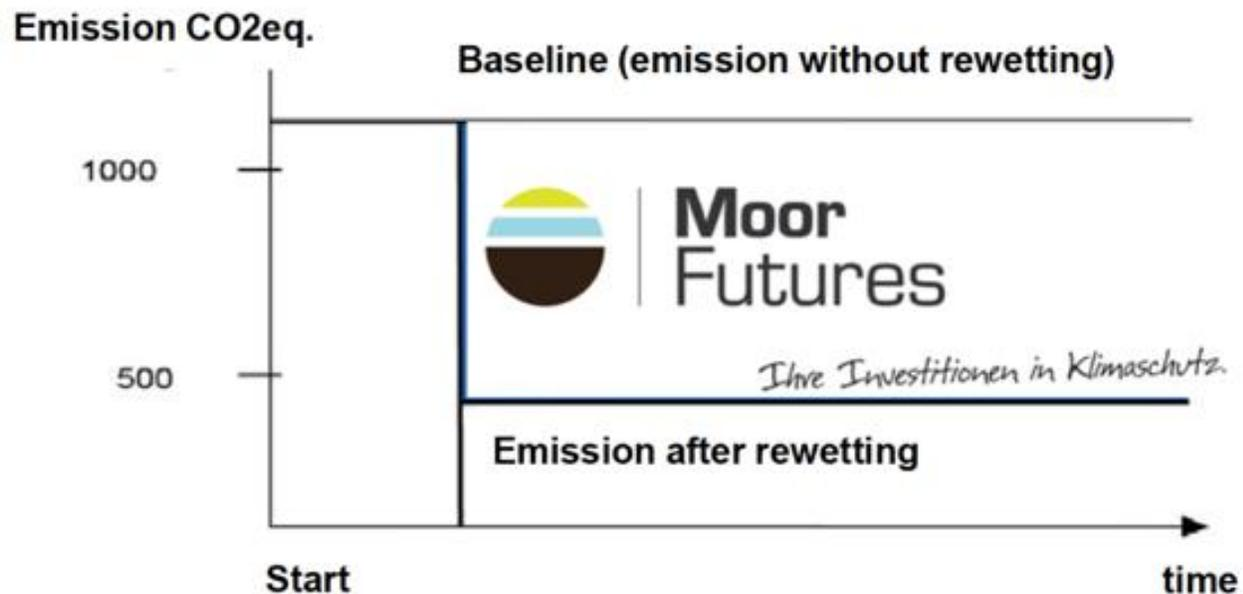 Emission CO2eq.
Baseline (emission without rewetting)
1000
Moor
Futures
500
Ihre Investitionen in Klimaschutz.
Emission after rewetting
Start
time